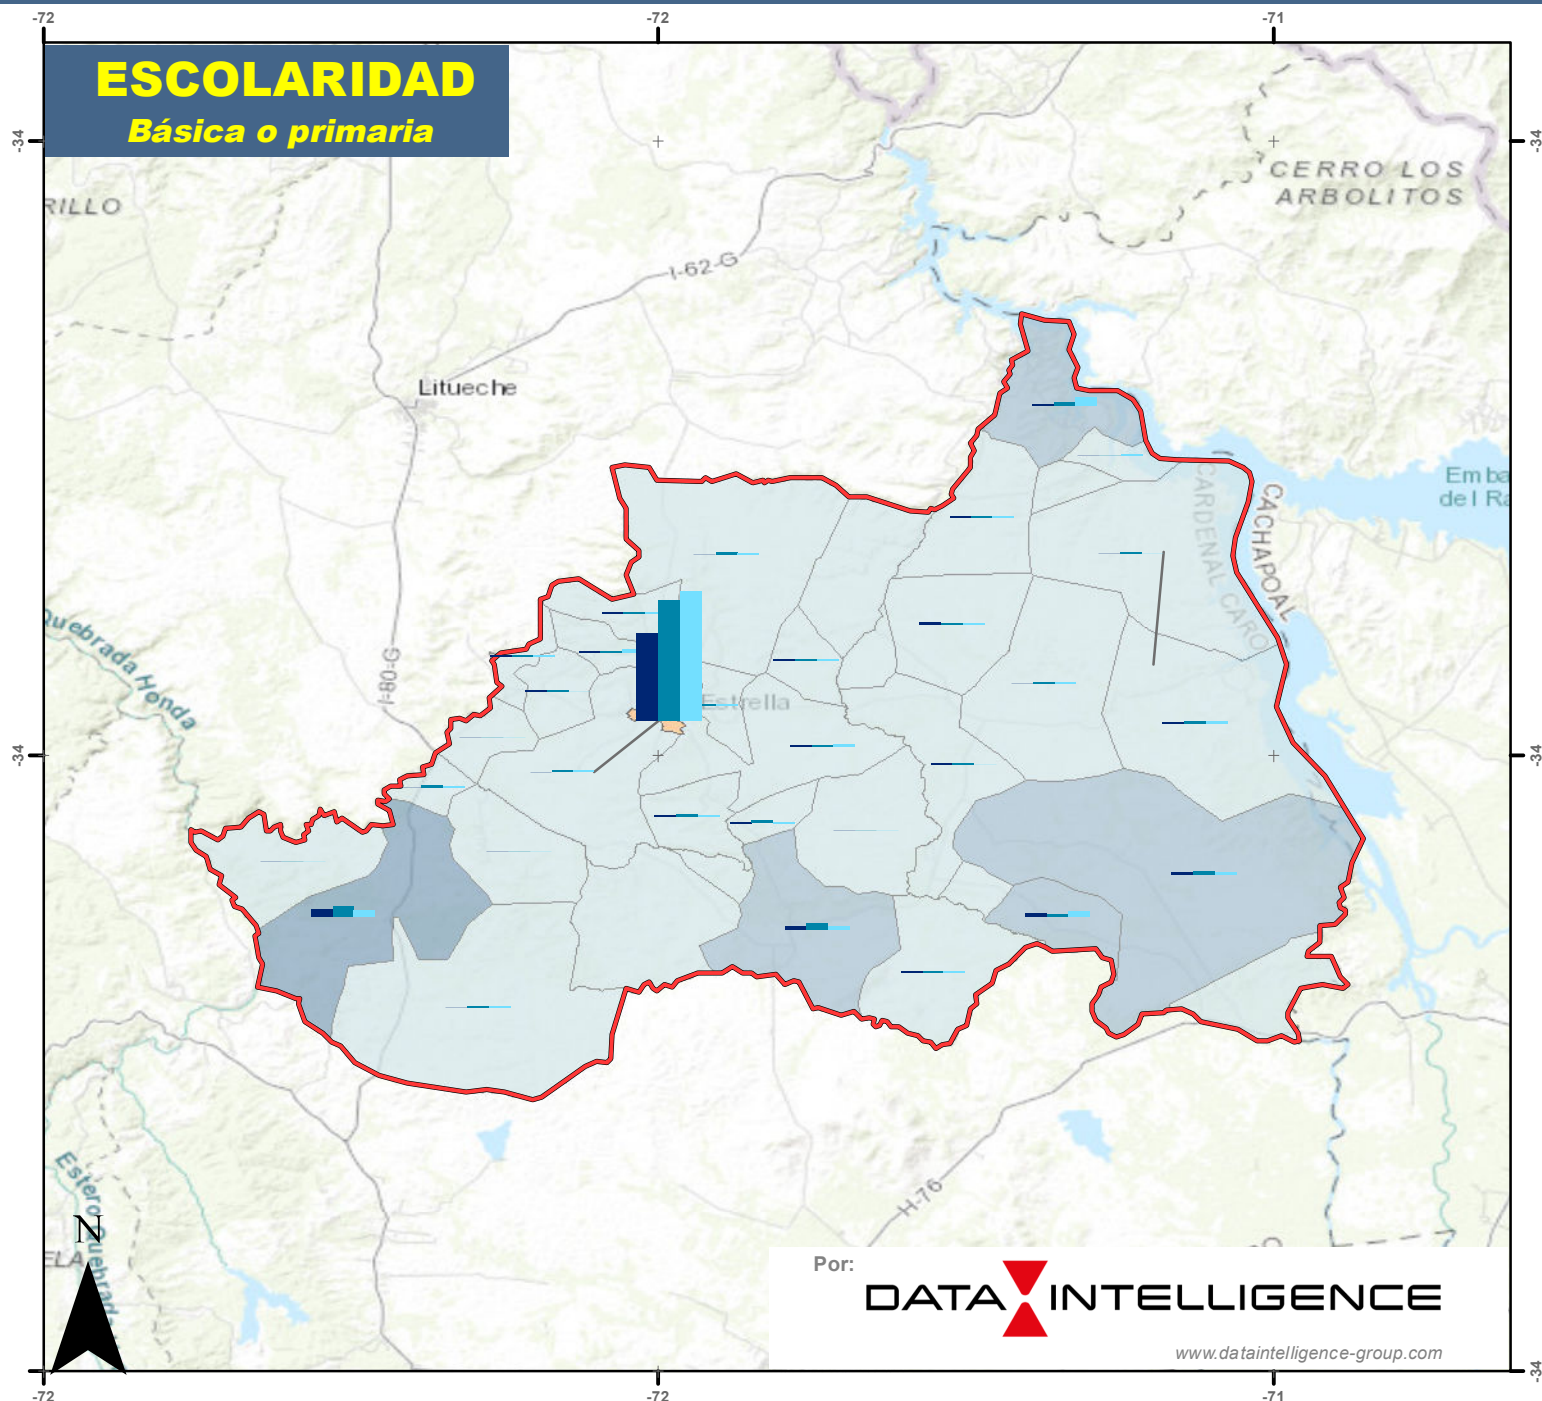 -72
-72
-71
ESCOLARIDAD
Básica o primaria
-34
-34
CERRO LOS
ARBOLITOS
RILLO
I-62-G
Litueche
Emba
del Ra
CACHAPOAL
CARDENAL CARO
Quebrada Honda
I-80-G
Estrella
-34
-34
Estero Quebrad
N
ELA
H-76
Por:
DATA INTELLIGENCE
www.dataintelligence-group.com
-34
-72
-72
-71